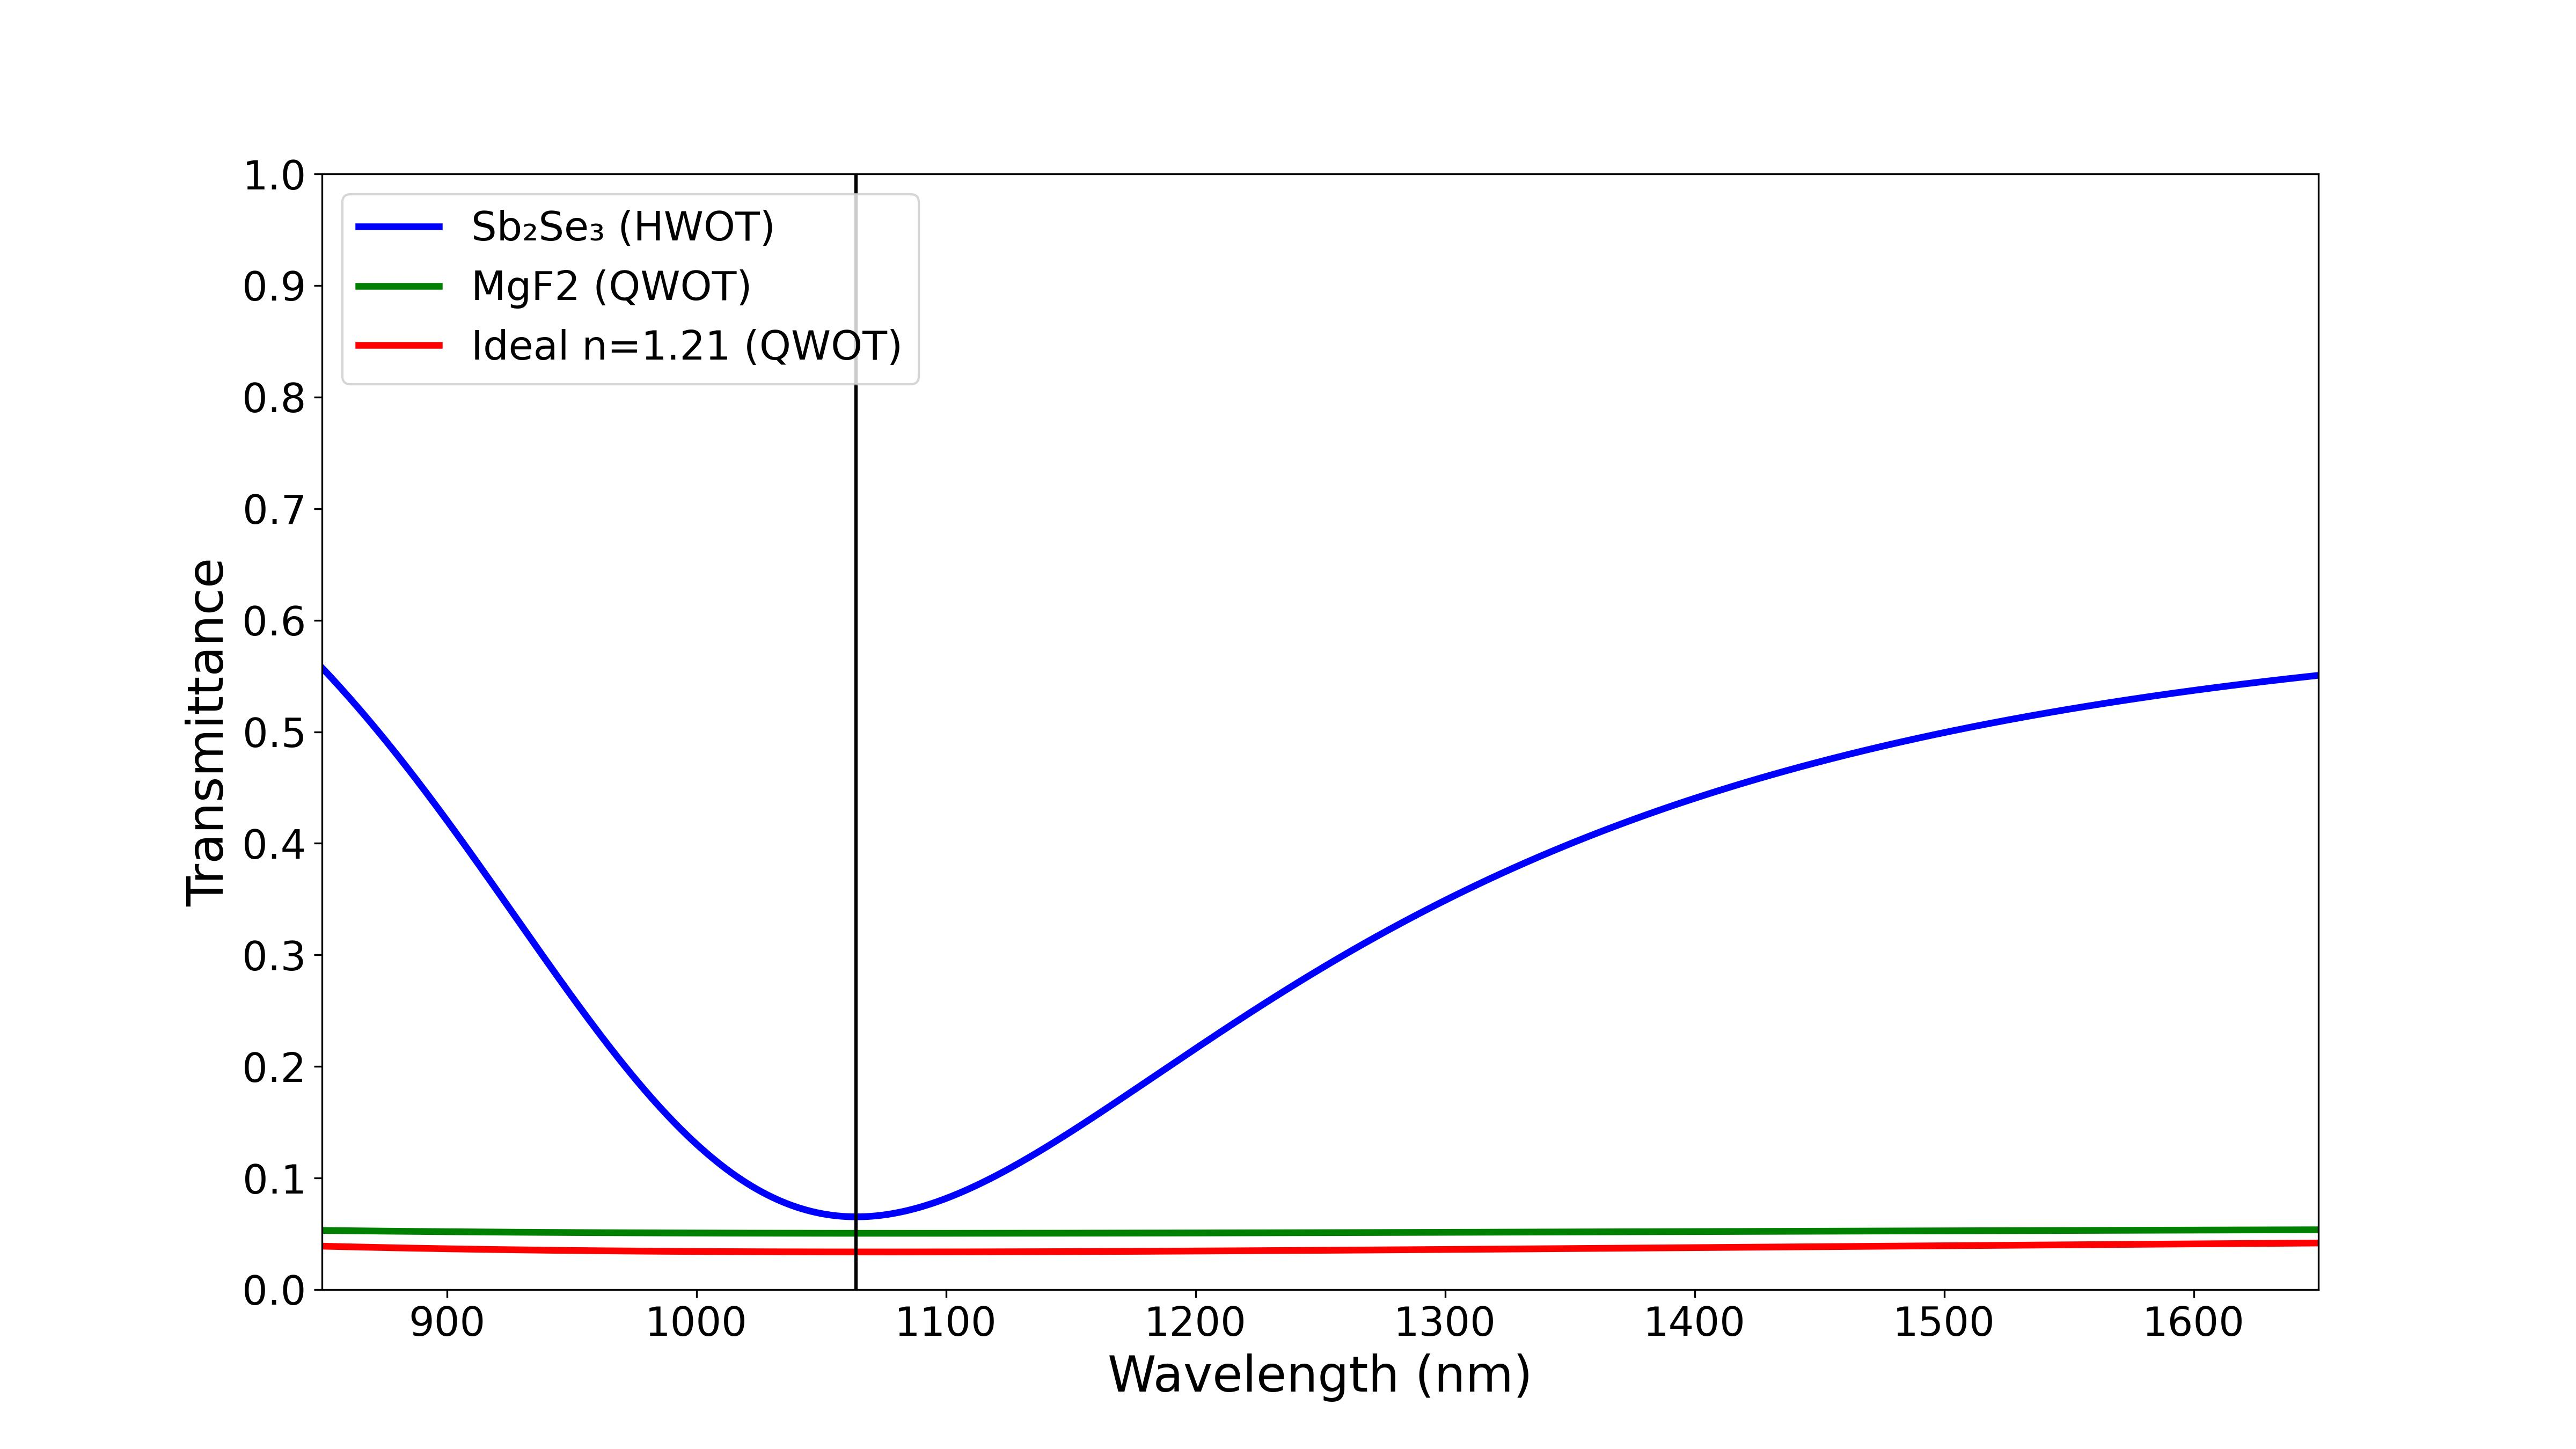 1.0
0.9
0.8
0.7
0.6
0.5
0.4
0.3
0.2
0.1
0.0
Transmittance
Sb₂Se₃ (HWOT)
MgF2 (QWOT)
Ideal n=1.21 (QWOT)
900 1000 1100 1200 1300 1400 1500 1600
Wavelength (nm)